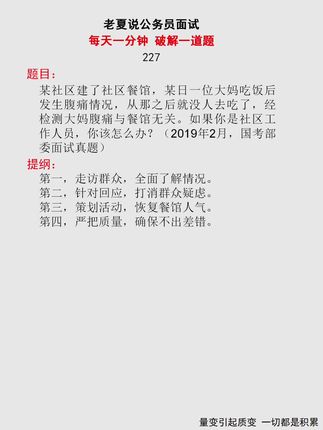 老夏说公务员面试
每天一分钟 破解一道题
227
题目：
某社区建了社区餐馆，某日一位大妈吃饭后
发生腹痛情况，从那之后就没人去吃了，经
检测大妈腹痛与餐馆无关。如果你是社区工
作人员，你该怎么办？（2019年2月，国考部
委面试真题）
提纲：
第一，走访群众，全面了解情况。
第二，针对回应，打消群众疑虑。
第三，策划活动，恢复餐馆人气。
第四，严把质量，确保不出差错。
量变引起质变 一切都是积累